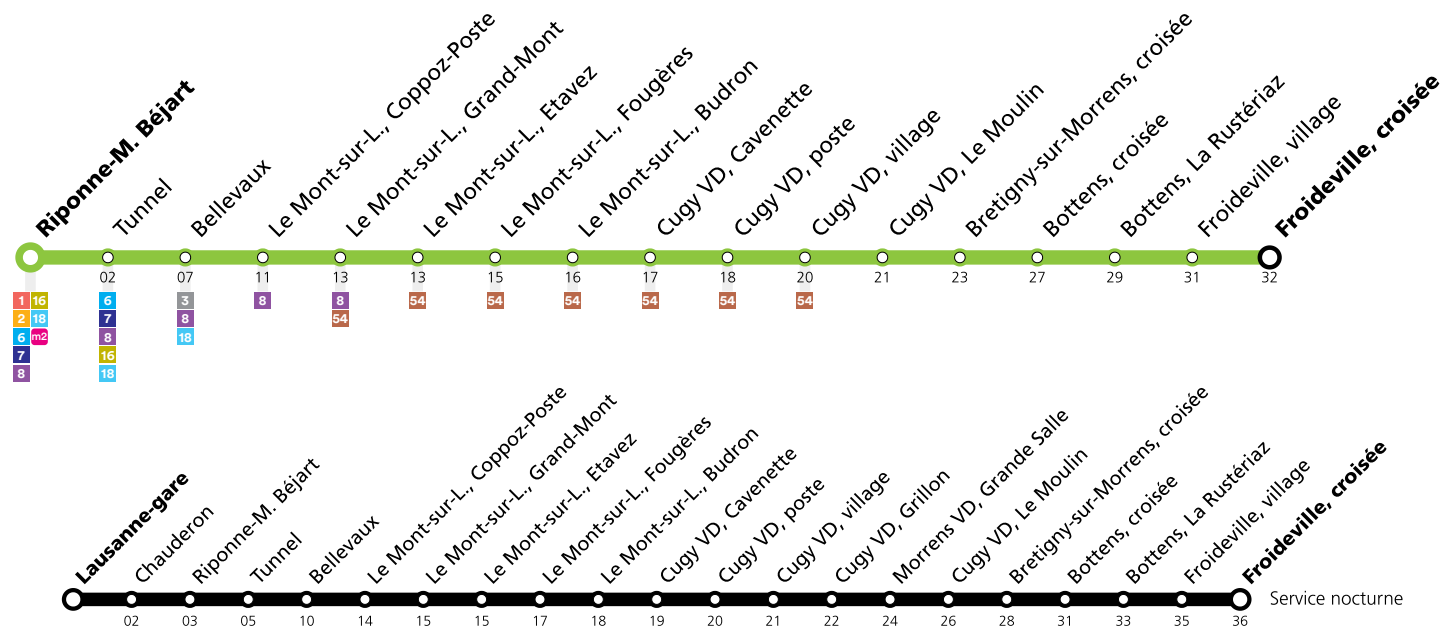 Riponne-M. Béjart
Tunnel
Bellevaux
Le Mont-sur-L., Coppoz-Poste
Le Mont-sur-L., Grand-Mont
Le Mont-sur-L., Etavez
Le Mont-sur-L., Fougères
Le Mont-sur-L., Budron
Cugy VD, Cavenette
Cugy VD, poste
Cugy VD, village
Cugy VD, Le Moulin
Bretigny-sur-Morrens, croisée
Bottens, croisée
Bottens, La Rustériaz
Froideville, village
Froideville, croisée
02 07 11 13 13 15 16 17 18 20 21 23 27 29 31 32
1 16 6 3 8 8 54 54 54 54 54 54
2 18 7 8 54
6 m2 8 18
7 16
8 18
Lausanne-gare
Chauderon
Riponne-M. Béjart
Tunnel
Bellevaux
Le Mont-sur-L., Coppoz-Poste
Le Mont-sur-L., Grand-Mont
Le Mont-sur-L., Etavez
Le Mont-sur-L., Fougères
Le Mont-sur-L., Budron
Cugy VD, Cavenette
Cugy VD, poste
Cugy VD, village
Cugy VD, Grillon
Morrens VD, Grande Salle
Cugy VD, Le Moulin
Bretigny-sur-Morrens, croisée
Bottens, croisée
Bottens, La Rustériaz
Froideville, village
Froideville, croisée
Service nocturne
02 03 05 10 14 15 15 17 18 19 20 21 22 24 26 28 31 33 35 36